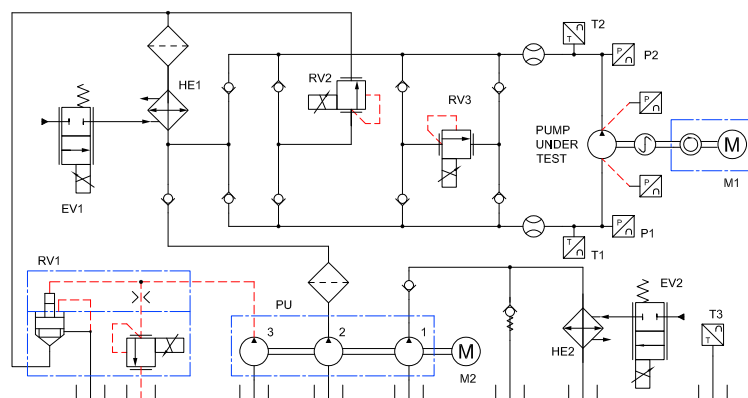 T2
P
P2
HE1
RV2
RV3
P
PUMP
UNDER
TEST
M
M1
P
EV1
P
P1
T
T1
RV1
EV2
T3
T
PU
3
2
1
M
M2
HE2
T